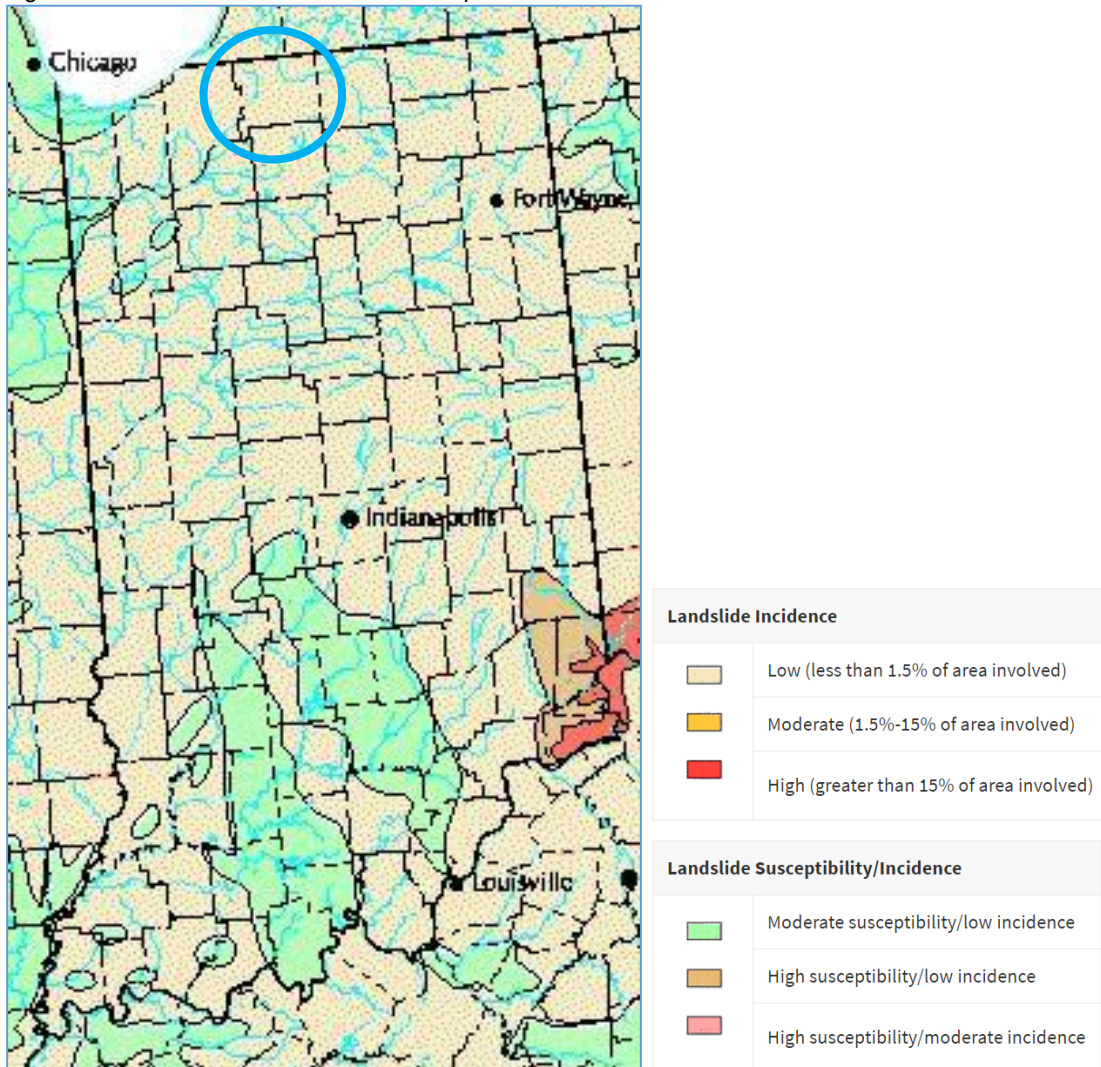 Chicago
Fort Wayne
Indianapolis
Louisville
Landslide Incidence
Low (less than 1.5% of area involved)
Moderate (1.5%-15% of area involved)
High (greater than 15% of area involved)
Landslide Susceptibility/Incidence
Moderate susceptibility/low incidence
High susceptibility/low incidence
High susceptibility/moderate incidence